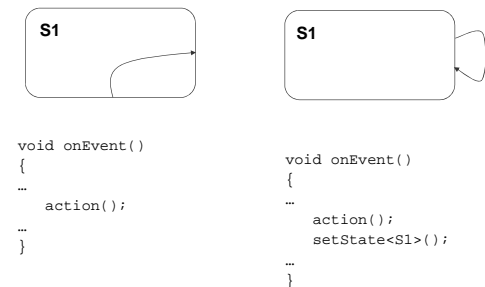 S1
void onEvent()
{
…
action();
…
}
S1
void onEvent()
{
…
action();
setState<S1>();
…
}